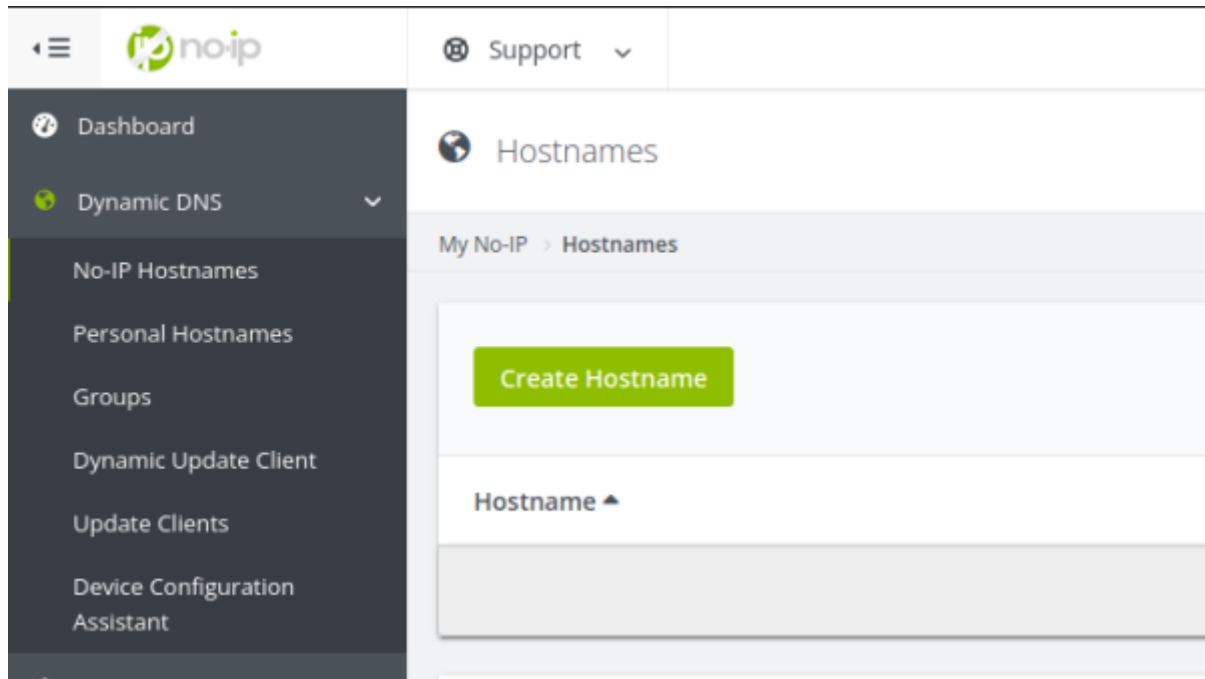 no·ip
Support
Dashboard
Hostnames
Dynamic DNS
My No-IP
Hostnames
No-IP Hostnames
Personal Hostnames
Groups
Dynamic Update Client
Update Clients
Device Configuration
Assistant
Create Hostname
Hostname